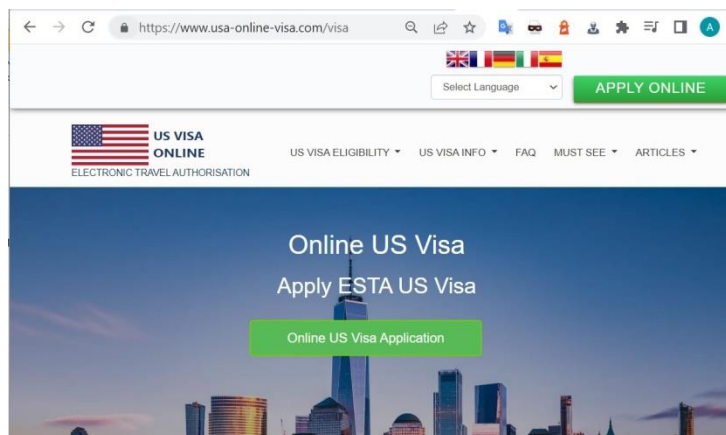 https://www.usa-online-visa.com/visa
A
Select Language
APPLY ONLINE
US VISA
ONLINE
ELECTRONIC TRAVEL AUTHORISATION
US VISA ELIGIBILITY
US VISA INFO
FAQ
MUST SEE
ARTICLES
Online US Visa
Apply ESTA US Visa
Online US Visa Application